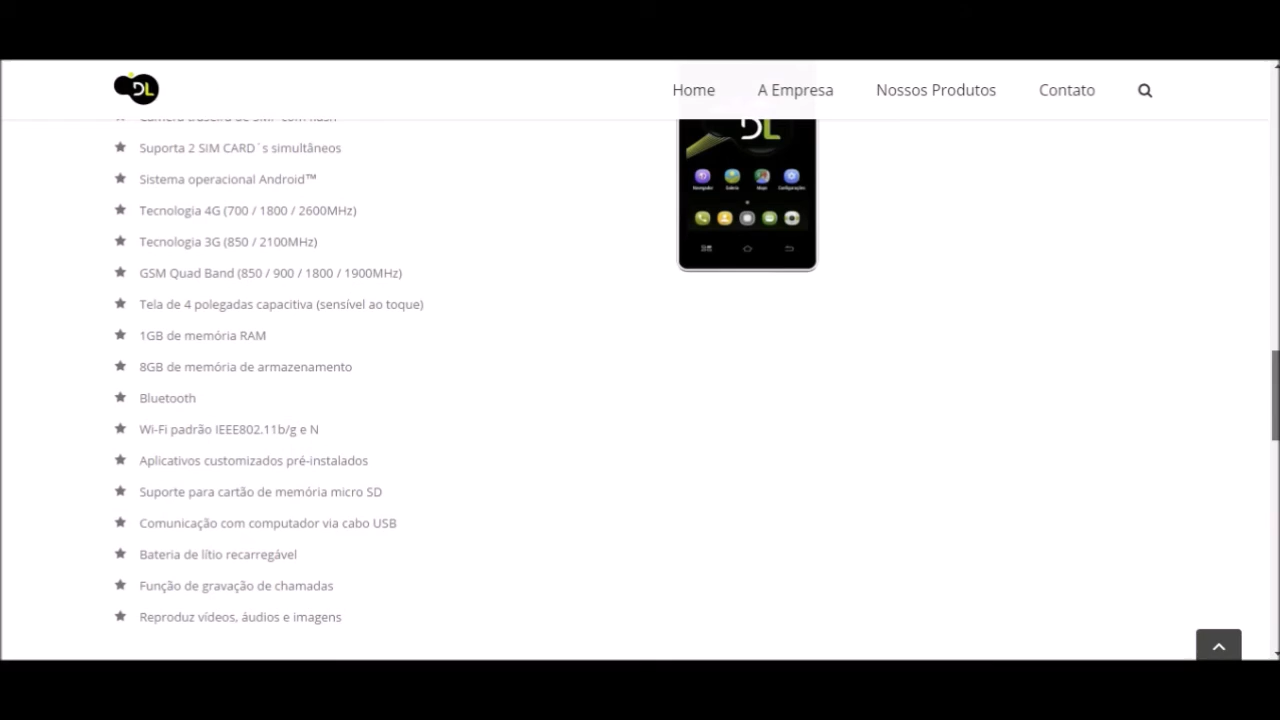 DL
Home
A Empresa
Nossos Produtos
Contato
DL
Suporta 2 SIM CARD´s simultâneos
Sistema operacional Android™
Tecnologia 4G (700 / 1800 / 2600MHz)
Tecnologia 3G (850 / 2100MHz)
GSM Quad Band (850 / 900 / 1800 / 1900MHz)
Tela de 4 polegadas capacitiva (sensível ao toque)
1GB de memória RAM
8GB de memória de armazenamento
Bluetooth
Wi-Fi padrão IEEE802.11b/g e N
Aplicativos customizados pré-instalados
Suporte para cartão de memória micro SD
Comunicação com computador via cabo USB
Bateria de lítio recarregável
Função de gravação de chamadas
Reproduz vídeos, áudios e imagens